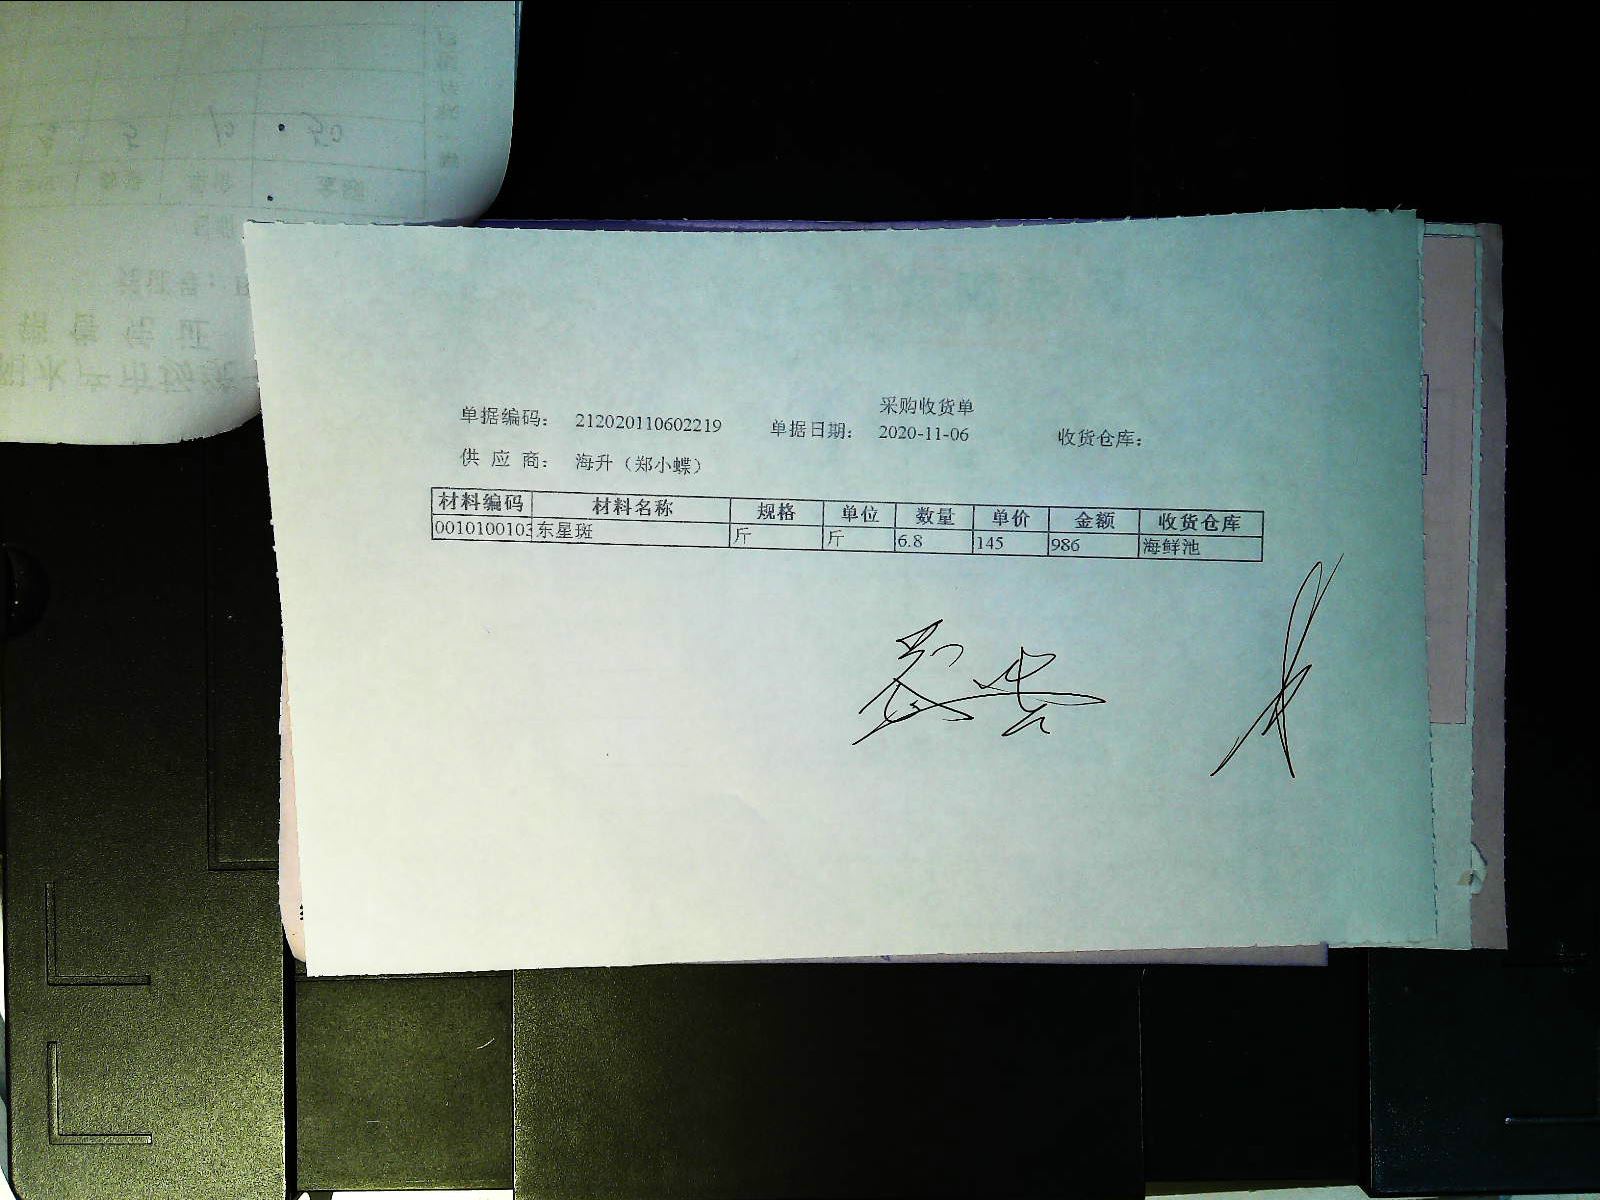 采购收货单
单据编码: 212020110602219 单据日期: 2020-11-06 收货仓库:
供 应 商: 海升（郑小蝶）
材料编码 材料名称 规格 单位 数量 单价 金额 收货仓库
0010100103 东星斑 斤 斤 6.8 145 986 海鲜池